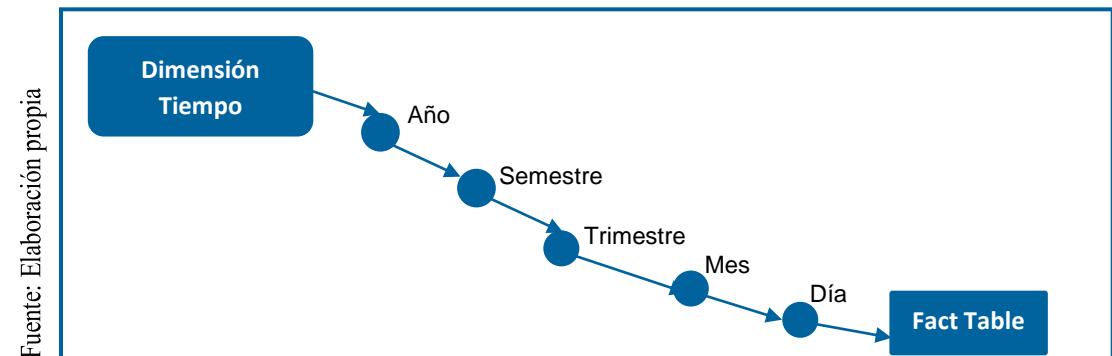 Fuente: Elaboración propia
Dimensión
Tiempo
Año
Semestre
Trimestre
Mes
Día
Fact Table